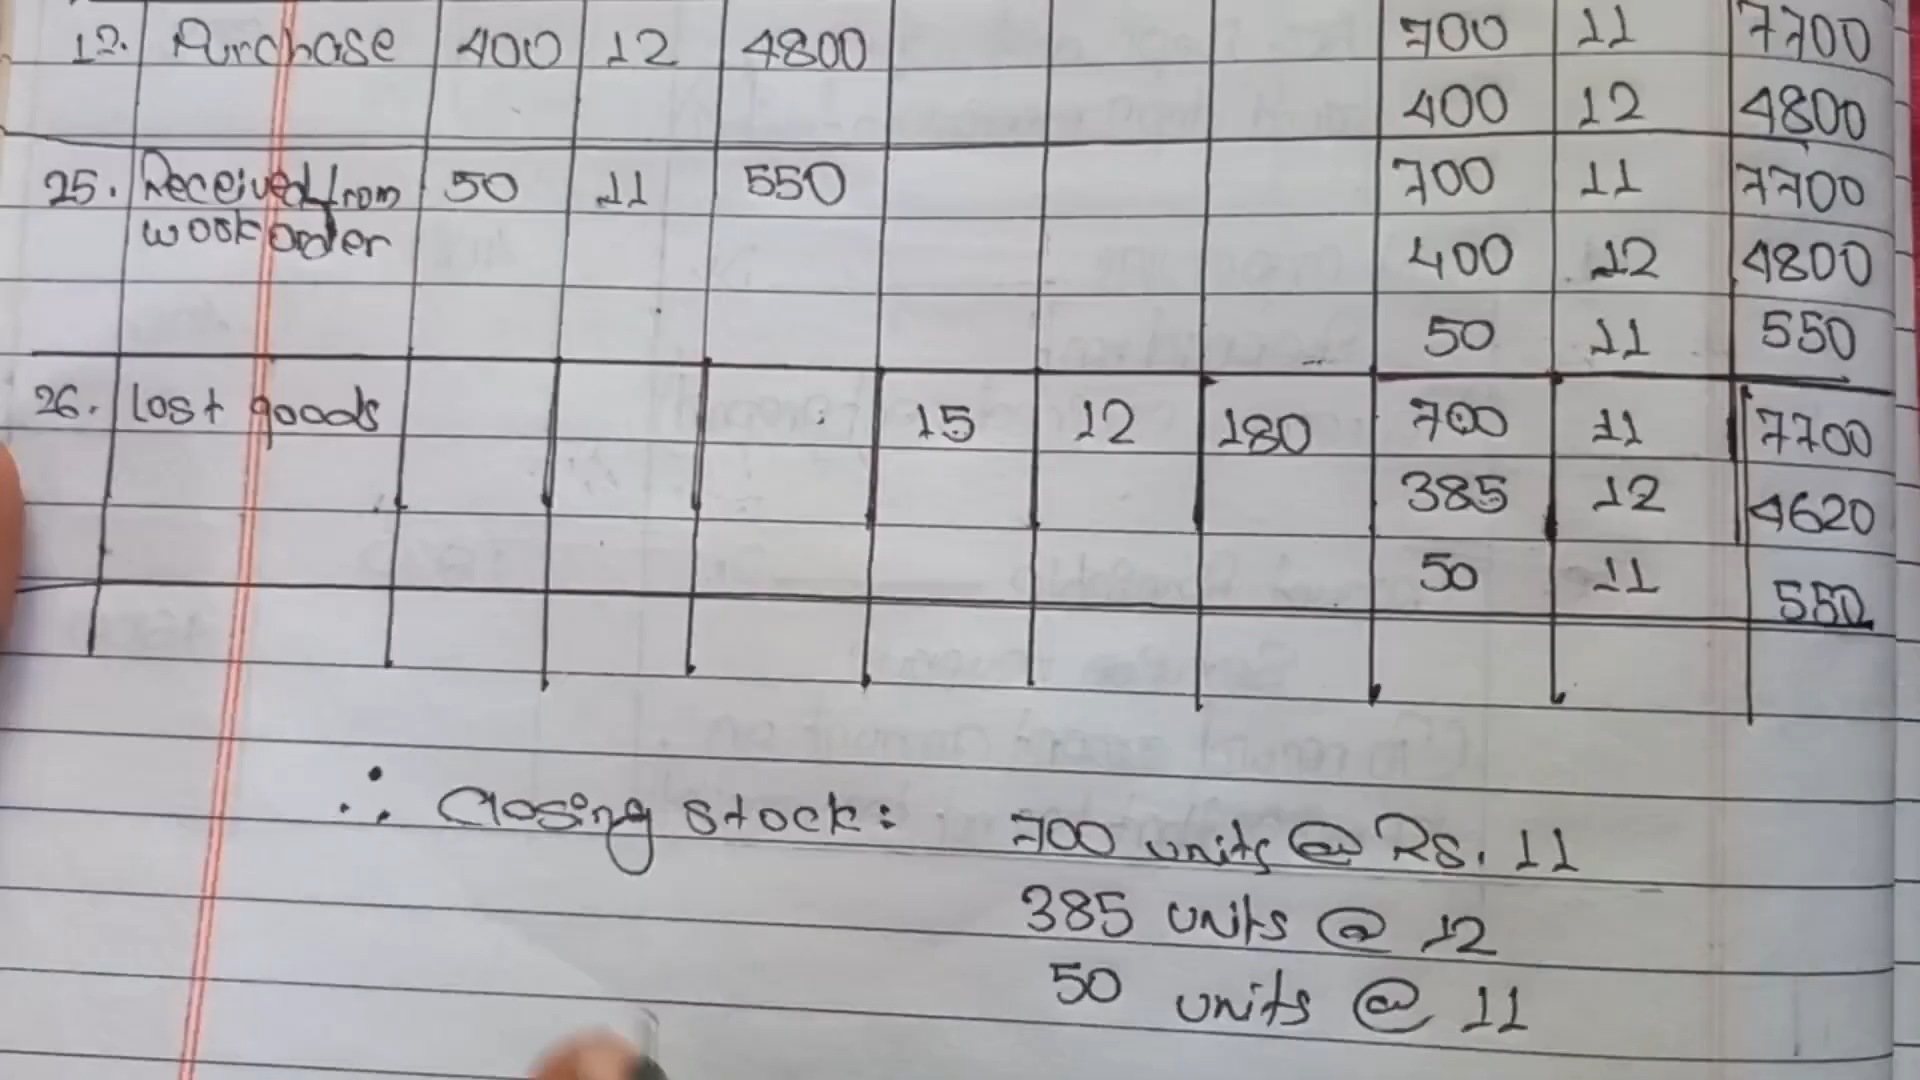 12. Purchase 400 12 4800 700 11 7700
400 12 4800
25. Received from 50 11 550 700 11 7700
work order 400 12 4800
50 11 550
26. Lost goods 15 12 180 700 11 7700
385 12 4620
50 11 550
∴ Closing stock: 700 units @ Rs. 11
385 units @ 12
50 units @ 11